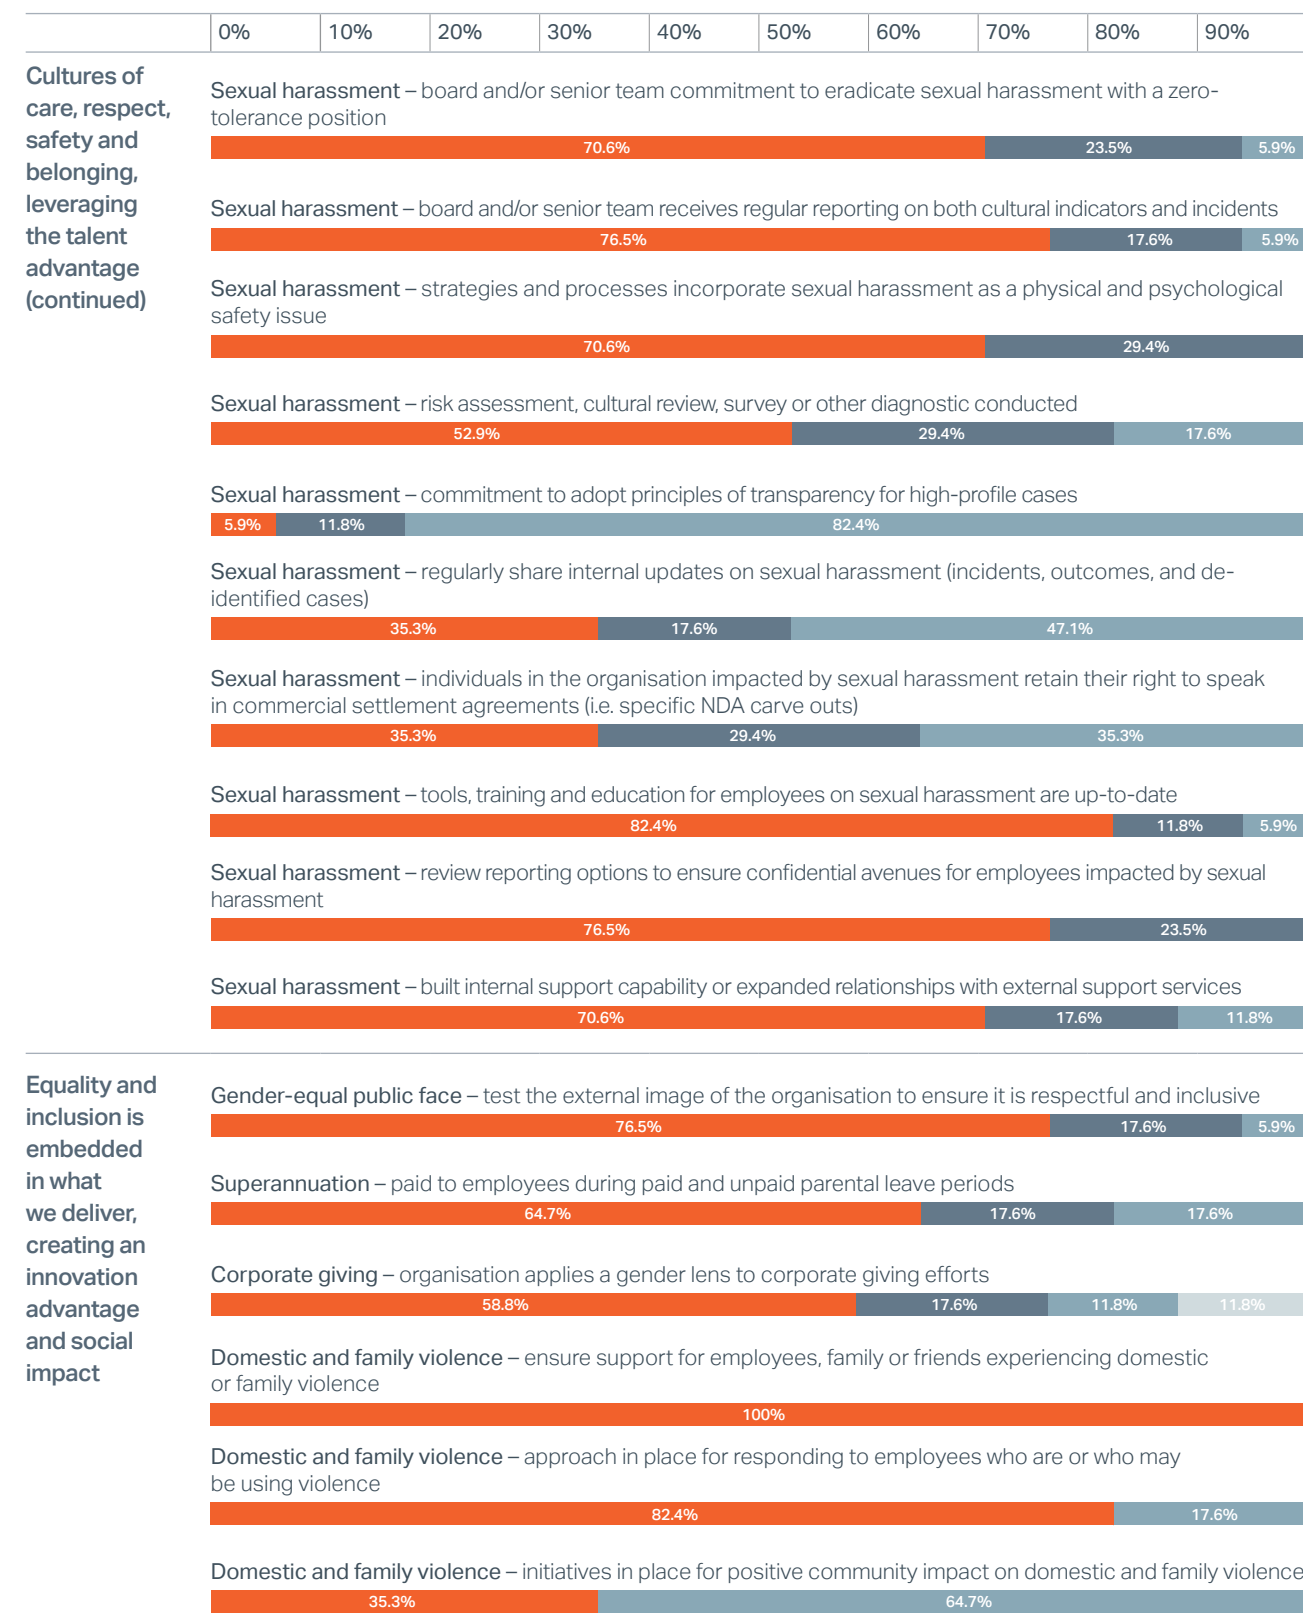 0% 10% 20% 30% 40% 50% 60% 70% 80% 90%
Cultures of
care, respect,
safety and
belonging,
leveraging
the talent
advantage
(continued)
Sexual harassment – board and/or senior team commitment to eradicate sexual harassment with a zero-
tolerance position
70.6% 23.5% 5.9%
Sexual harassment – board and/or senior team receives regular reporting on both cultural indicators and incidents
76.5% 17.6% 5.9%
Sexual harassment – strategies and processes incorporate sexual harassment as a physical and psychological
safety issue
70.6% 29.4%
Sexual harassment – risk assessment, cultural review, survey or other diagnostic conducted
52.9% 29.4% 17.6%
Sexual harassment – commitment to adopt principles of transparency for high-profile cases
5.9% 11.8% 82.4%
Sexual harassment – regularly share internal updates on sexual harassment (incidents, outcomes, and de-
identified cases)
35.3% 17.6% 47.1%
Sexual harassment – individuals in the organisation impacted by sexual harassment retain their right to speak
in commercial settlement agreements (i.e. specific NDA carve outs)
35.3% 29.4% 35.3%
Sexual harassment – tools, training and education for employees on sexual harassment are up-to-date
82.4% 11.8% 5.9%
Sexual harassment – review reporting options to ensure confidential avenues for employees impacted by sexual
harassment
76.5% 23.5%
Sexual harassment – built internal support capability or expanded relationships with external support services
70.6% 17.6% 11.8%
Equality and
inclusion is
embedded
in what
we deliver,
creating an
innovation
advantage
and social
impact
Gender-equal public face – test the external image of the organisation to ensure it is respectful and inclusive
76.5% 17.6% 5.9%
Superannuation – paid to employees during paid and unpaid parental leave periods
64.7% 17.6% 17.6%
Corporate giving – organisation applies a gender lens to corporate giving efforts
58.8% 17.6% 11.8% 11.8%
Domestic and family violence – ensure support for employees, family or friends experiencing domestic
or family violence
100%
Domestic and family violence – approach in place for responding to employees who are or who may
be using violence
82.4% 17.6%
Domestic and family violence – initiatives in place for positive community impact on domestic and family violence
35.3% 64.7%